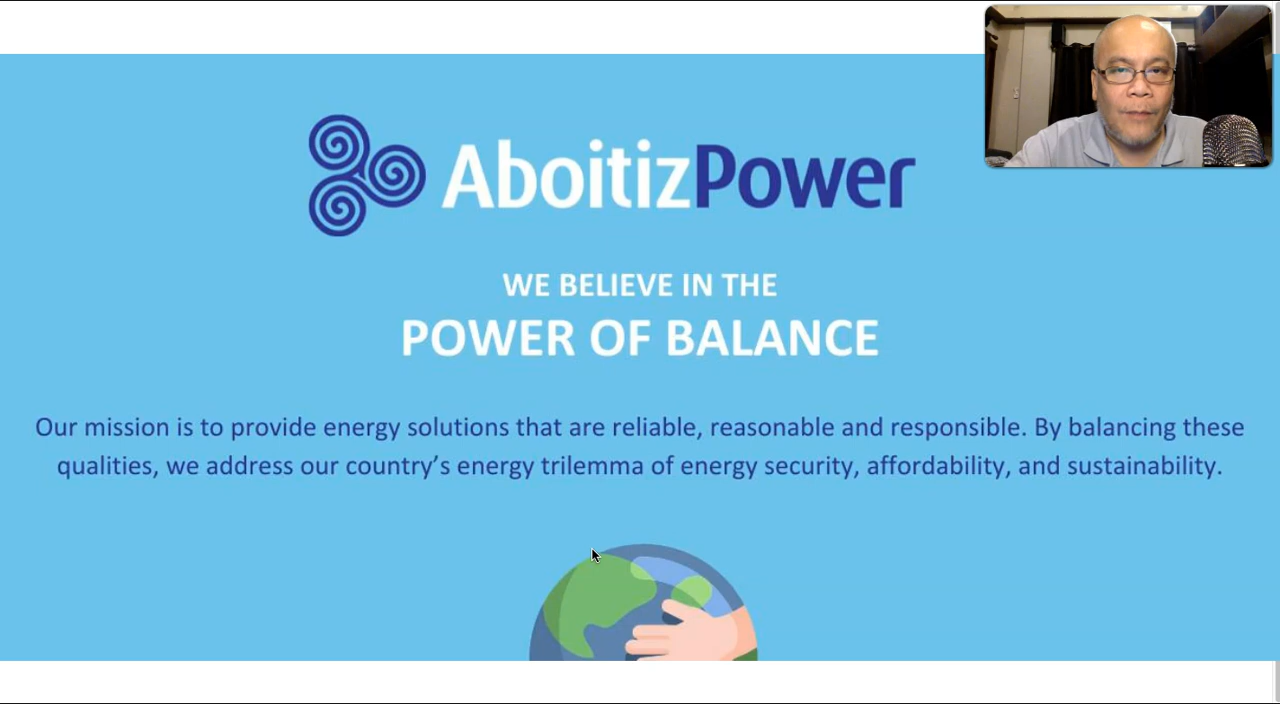 AboitizPower
WE BELIEVE IN THE
POWER OF BALANCE
Our mission is to provide energy solutions that are reliable, reasonable and responsible. By balancing these
qualities, we address our country’s energy trilemma of energy security, affordability, and sustainability.